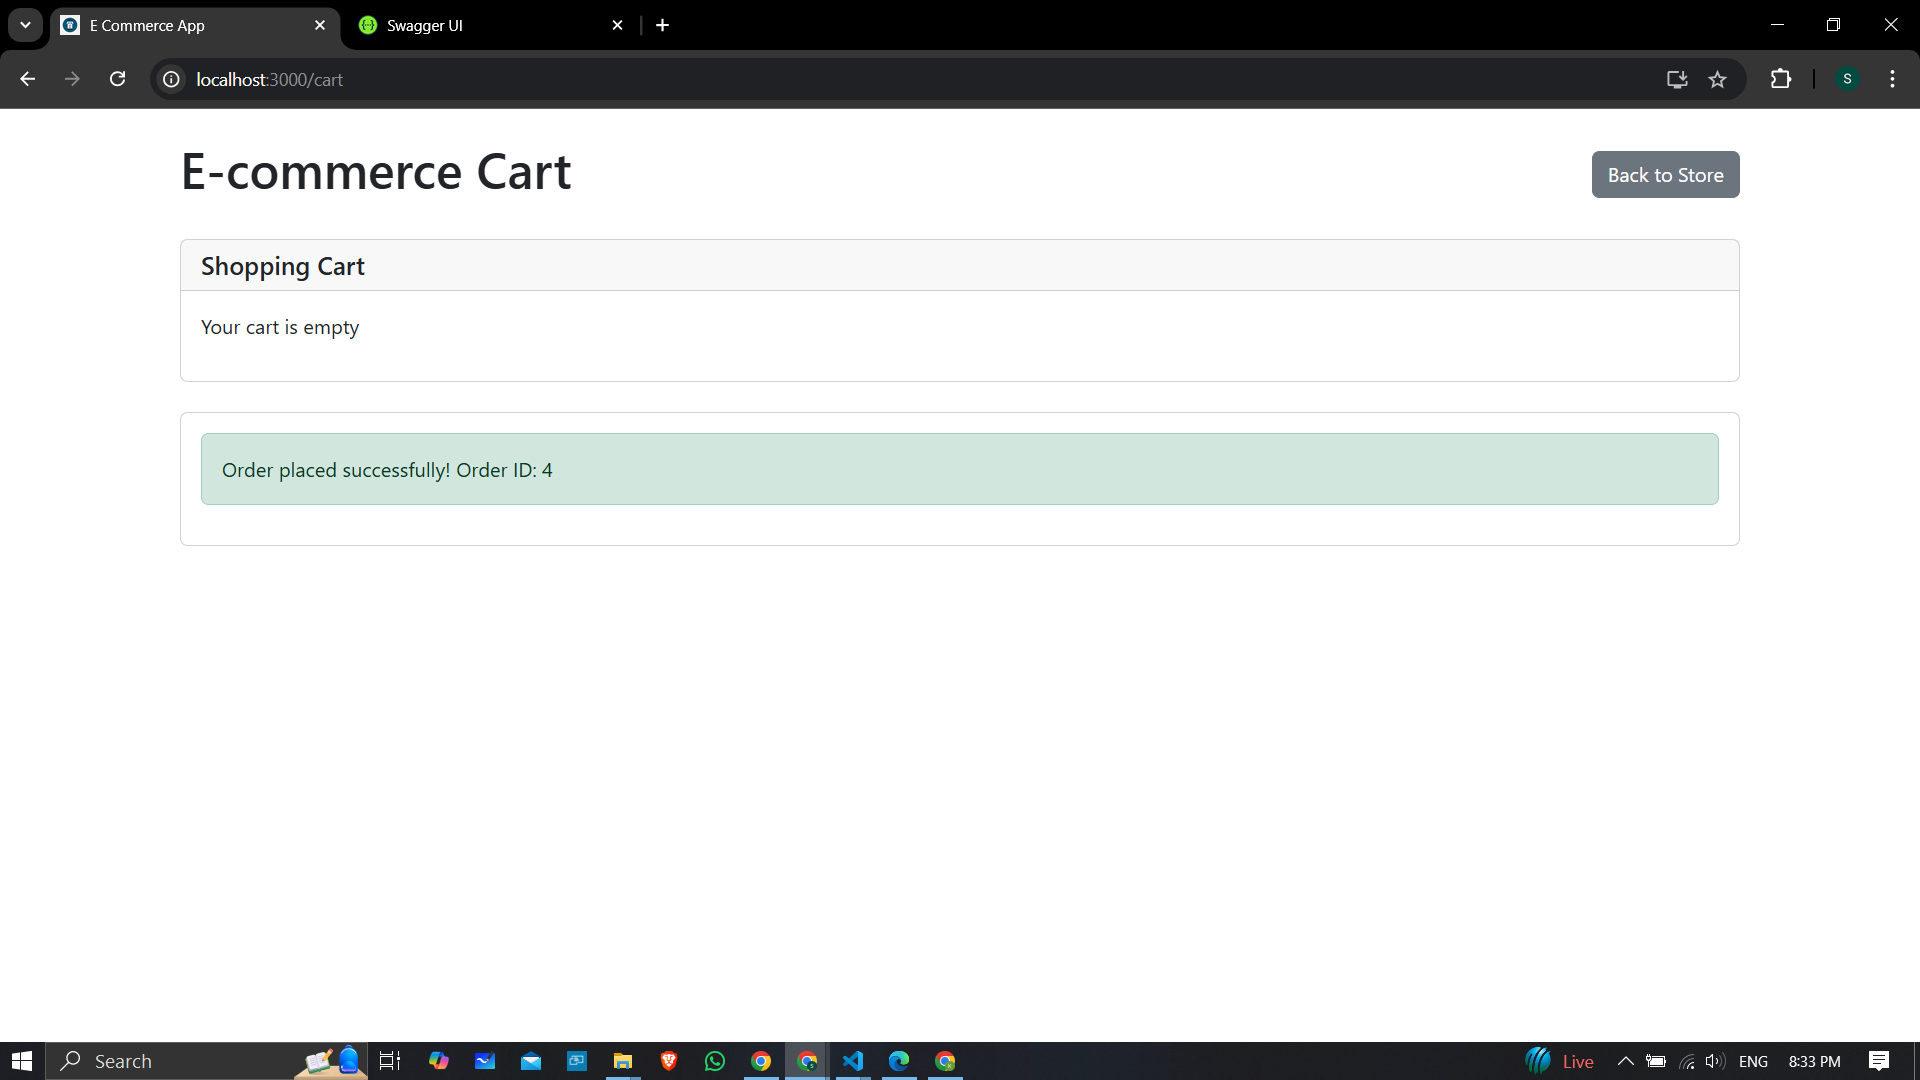 E Commerce App
Swagger UI
localhost:3000/cart
S
E-commerce Cart
Back to Store
Shopping Cart
Your cart is empty
Order placed successfully! Order ID: 4
Search
Live
ENG
8:33 PM